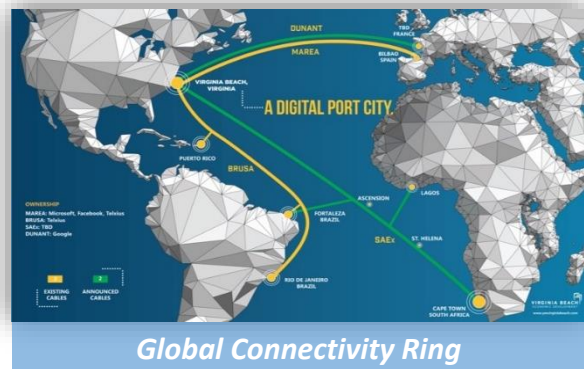 DUNANT
TBD
FRANCE
MAREA
BILBAO
SPAIN
VIRGINIA BEACH,
VIRGINIA
A DIGITAL PORT CITY
PUERTO RICO
BRUSA
ASCENSION
LAGOS
OWNERSHIP
MAREA: Microsoft, Facebook, Telxius
BRUSA: Telxius
SAEx: TBD
DUNANT: Google
FORTALEZA
BRAZIL
SAEx
ST. HELENA
RIO DE JANEIRO
BRAZIL
2
2
EXISTING
CABLES
ANNOUNCED
CABLES
CAPE TOWN
SOUTH AFRICA
VIRGINIA BEACH
Global Connectivity Ring